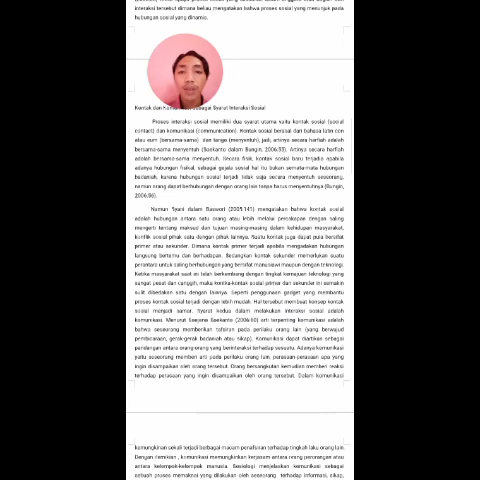 interaksi tersebut dimana beliau mengatakan bahwa proses sosial yang menunjuk pada
hubungan sosial yang dinamis.
Kontak dan Komunikasi Sebagai Syarat Interaksi Sosial
Proses interaksi sosial memiliki dua syarat utama yaitu kontak sosial (social
contact) dan komunikasi (communication). Kontak sosial berasal dari bahasa latin con
atau cum (bersama-sama) dan tango (menyentuh), jadi, artinya secara harfiah
bersama-sama menyentuh (Soekanto dalam Bungin, 2006:55). Artinya secara harfiah
adalah bersama-sama menyentuh. Secara fisik, kontak sosial baru terjadi apabila
adanya hubungan fisikal, sebagai gejala sosial hal itu bukan semata-mata hubungan
badaniah, karena hubungan sosial terjadi tidak saja secara menyentuh seseorang,
namun orang dapat berhubungan dengan orang lain tanpa harus menyentuhnya (Bungin,
2006:55).
Namun Syani dalam Basrowi (2005:141) mengatakan bahwa kontak sosial
adalah hubungan antara satu orang atau lebih melalui percakapan dengan saling
mengerti tentang maksud dan tujuan masing-masing dalam kehidupan masyarakat,
konflik sosial pihak satu dengan pihak lainnya. Suatu kontak juga dapat pula bersifat
primer atau sekunder. Dimana kontak primer terjadi apabila mengadakan hubungan
langsung bertemu dan berhadapan. Sedangkan kontak sekunder memerlukan suatu
perantara untuk saling berhubungan yang bersifat manusiawi maupun dengan teknologi.
Ketika masyarakat saat ini telah berkembang dengan tingkat kemajuan teknologi yang
sangat pesat dan canggih, maka kontak-kontak sosial primer dan sekunder ini semakin
sulit dibedakan satu dengan lainnya. Seperti penggunaan gadget yang membantu
proses kontak sosial terjadi dengan lebih mudah. Hal tersebut membuat konsep kontak
sosial menjadi samar. Syarat kedua dalam melakukan interaksi sosial adalah
komunikasi. Menurut Soerjono Soekanto (2006:60) arti terpenting komunikasi adalah
bahwa seseorang memberikan tafsiran pada perilaku orang lain (yang berwujud
pembicaraan, gerak-gerak badaniah atau sikap). Komunikasi dapat diartikan sebagai
pandangan antara orang-orang yang berinteraksi terhadap sesuatu. Adanya komunikasi
yaitu seseorang memberi arti pada perilaku orang lain, perasaan-perasaan apa yang
ingin disampaikan oleh orang tersebut. Orang bersangkutan kemudian memberi reaksi
terhadap perasaan yang ingin disampaikan oleh orang tersebut. Dalam komunikasi
kemungkinan sekali terjadi berbagai macam penafsiran terhadap tingkah laku orang lain.
Dengan demikian, komunikasi memungkinkan kerjasama antara orang perorangan atau
antara kelompok-kelompok manusia. Sosiologi menjelaskan komunikasi sebagai
sebuah proses memaknai yang dilakukan oleh seseorang terhadap informasi, sikap,